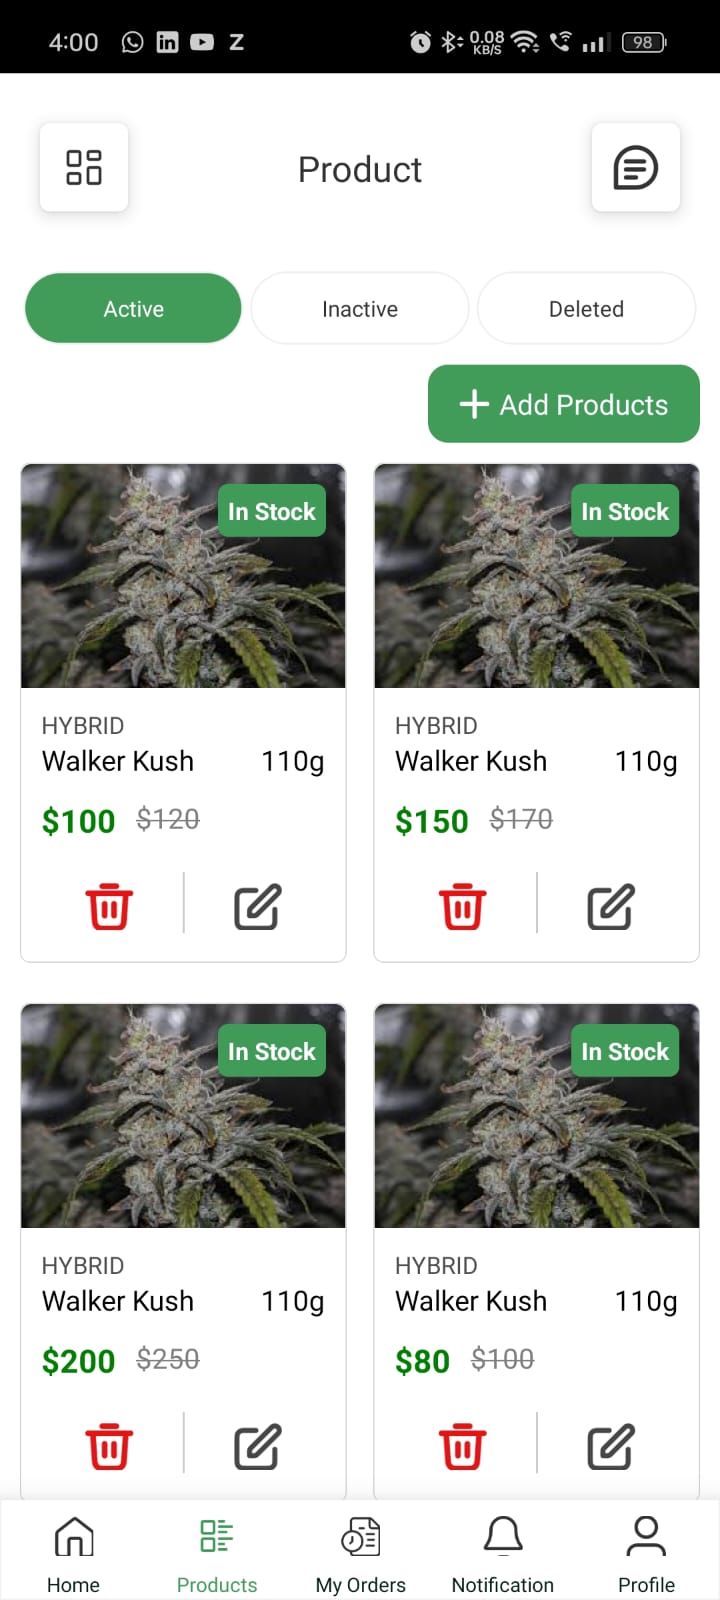 4:00 Z 0.08 KB/S 98
Product
Active Inactive Deleted
+ Add Products
In Stock In Stock
HYBRID HYBRID
Walker Kush 110g Walker Kush 110g
$100 $120 $150 $170
In Stock In Stock
HYBRID HYBRID
Walker Kush 110g Walker Kush 110g
$200 $250 $80 $100
Home Products My Orders Notification Profile